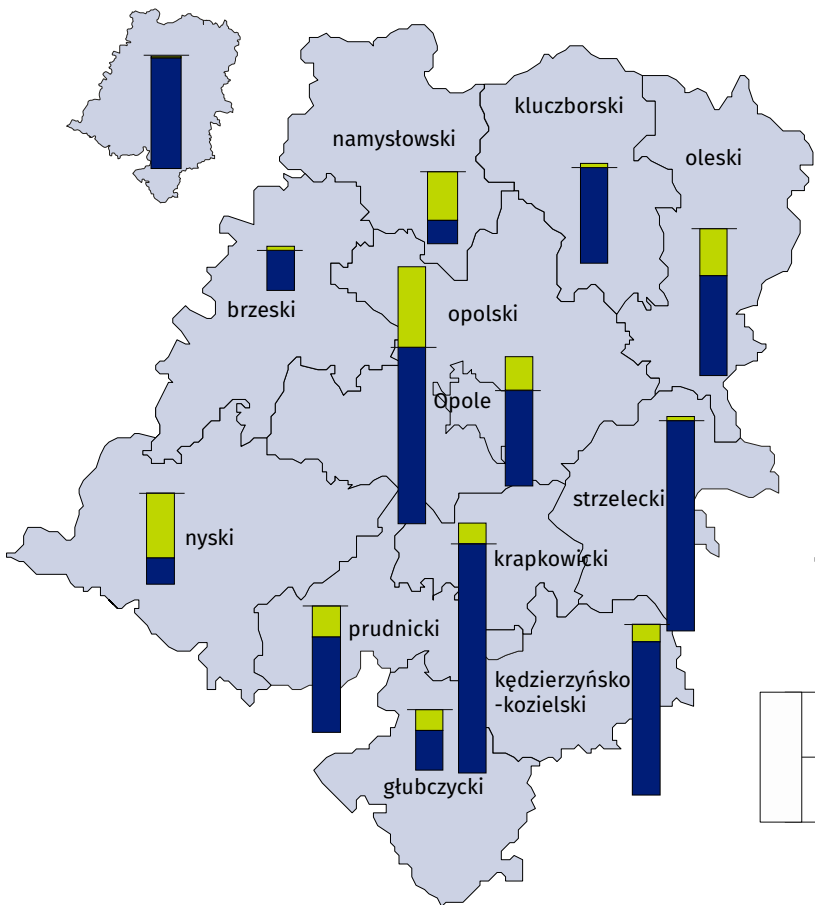 kluczborski
namysłowski
oleski
brzeski
opolski
Opole
strzelecki
nyski
krapkowicki
prudnicki
kędzierzyńsko
-kozielski
głubczycki